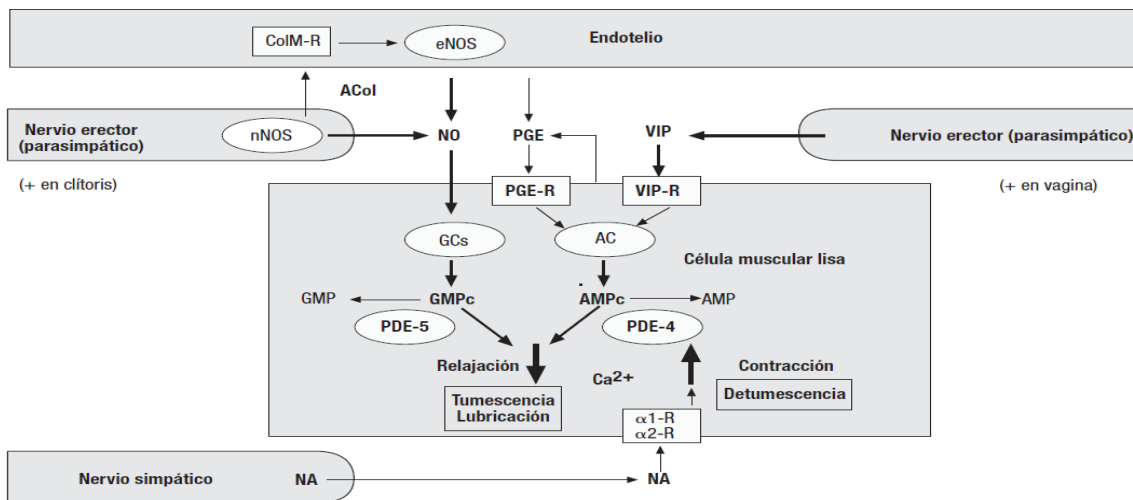 Endotelio
ColM-R
eNOS
ACol
Nervio erector
(parasimpático)
nNOS
NO
PGE
VIP
Nervio erector (parasimpático)
(+ en clítoris)
(+ en vagina)
PGE-R
VIP-R
GCs
AC
Célula muscular lisa
GMP
GMPc
AMPc
AMP
PDE-5
PDE-4
Relajación
Ca2+
Contracción
Tumescencia
Lubricación
Detumescencia
α1-R
α2-R
Nervio simpático
NA
NA